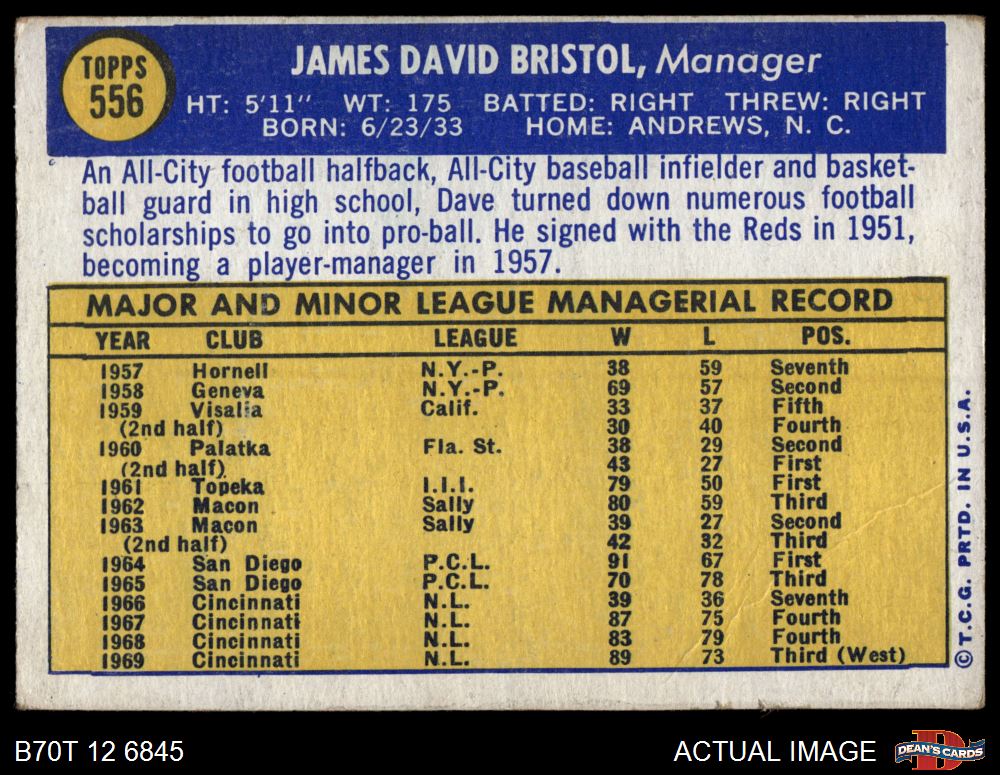 TOPPS
556
JAMES DAVID BRISTOL, Manager
HT: 5'11" WT: 175 BATTED: RIGHT THREW: RIGHT
BORN: 6/23/33 HOME: ANDREWS, N. C.
An All-City football halfback, All-City baseball infielder and basket-
ball guard in high school, Dave turned down numerous football
scholarships to go into pro-ball. He signed with the Reds in 1951,
becoming a player-manager in 1957.
MAJOR AND MINOR LEAGUE MANAGERIAL RECORD
YEAR CLUB LEAGUE W L POS.
1957 Hornell N.Y.-P. 38 59 Seventh
1958 Geneva N.Y.-P. 69 57 Second
1959 Visalia Calif. 33 37 Fifth
(2nd half) 30 40 Fourth
1960 Palatka Fla. St. 38 29 Second
(2nd half) 43 27 First
1961 Topeka I.I.I. 79 50 First
1962 Macon Sally 80 59 Third
1963 Macon Sally 39 27 Second
(2nd half) 42 32 Third
1964 San Diego P.C.L. 91 67 First
1965 San Diego P.C.L. 70 78 Third
1966 Cincinnati N.L. 39 36 Seventh
1967 Cincinnati N.L. 87 75 Fourth
1968 Cincinnati N.L. 83 79 Fourth
1969 Cincinnati N.L. 89 73 Third (West)
©T.C.G. PRTD. IN U.S.A.
B70T 12 6845
ACTUAL IMAGE
DEAN'S CARDS